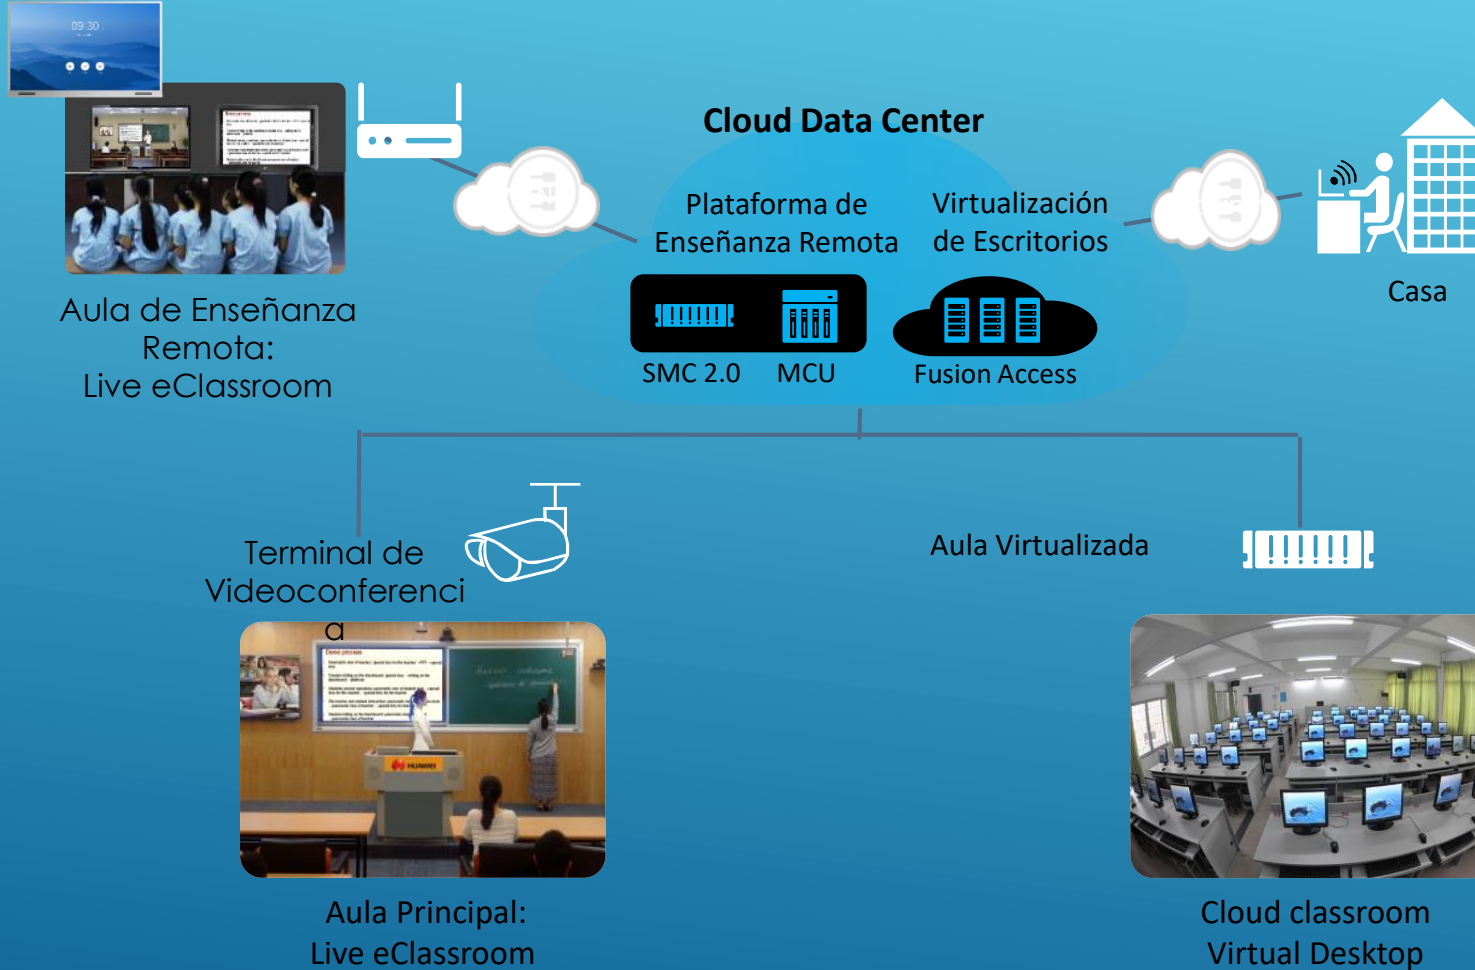 09:30
Cloud Data Center
Plataforma de
Enseñanza Remota
Virtualización
de Escritorios
Casa
Aula de Enseñanza
Remota:
Live eClassroom
SMC 2.0
MCU
Fusion Access
Terminal de
Videoconferenci
a
Aula Virtualizada
Demo process
HUAWEI
Aula Principal:
Live eClassroom
Cloud classroom
Virtual Desktop